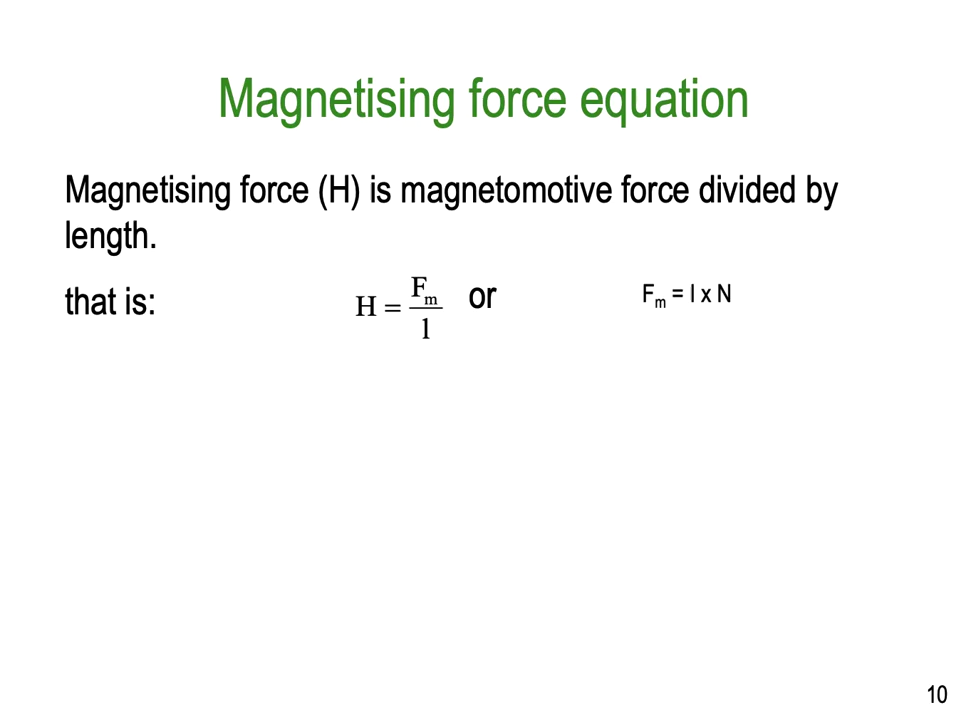 Magnetising force equation
Magnetising force (H) is magnetomotive force divided by
length.
that is: H = Fm / l or Fm = I x N
10